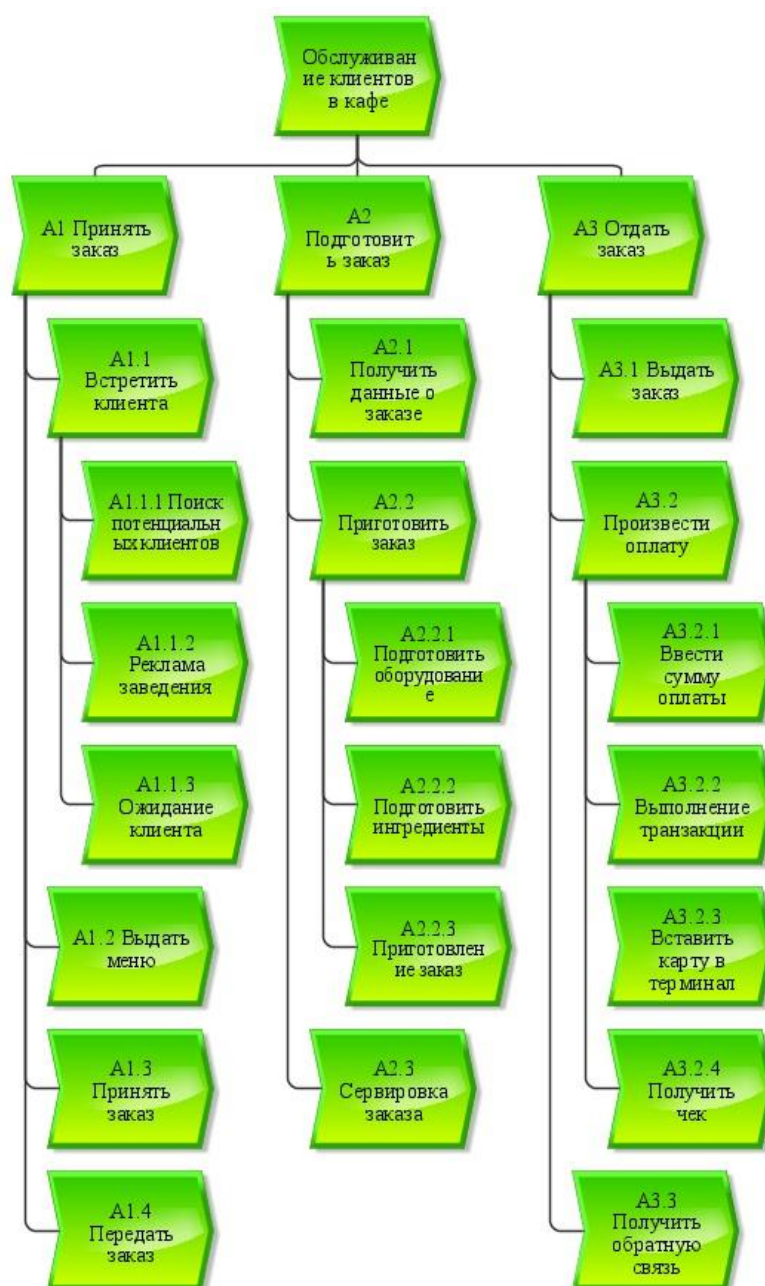 Обслуживан
ие клиентов
в кафе
А1 Принять
заказ
А1.1
Встретить
клиента
А1.1.1 Поиск
потенциальн
ых клиентов
А1.1.2
Реклама
заведения
А1.1.3
Ожидание
клиента
А1.2 Выдать
меню
А1.3
Принять
заказ
А1.4
Передать
заказ
А2
Подготовит
ь заказ
А2.1
Получить
данные о
заказе
А2.2
Приготовить
заказ
А2.2.1
Подготовить
оборудовани
е
А2.2.2
Подготовить
ингредиенты
А2.2.3
Приготовлен
ие заказ
А2.3
Сервировка
заказа
А3 Отдать
заказ
А3.1 Выдать
заказ
А3.2
Произвести
оплату
А3.2.1
Ввести
сумму
оплаты
А3.2.2
Выполнение
транзакции
А3.2.3
Вставить
карту в
терминал
А3.2.4
Получить
чек
А3.3
Получить
обратную
связь